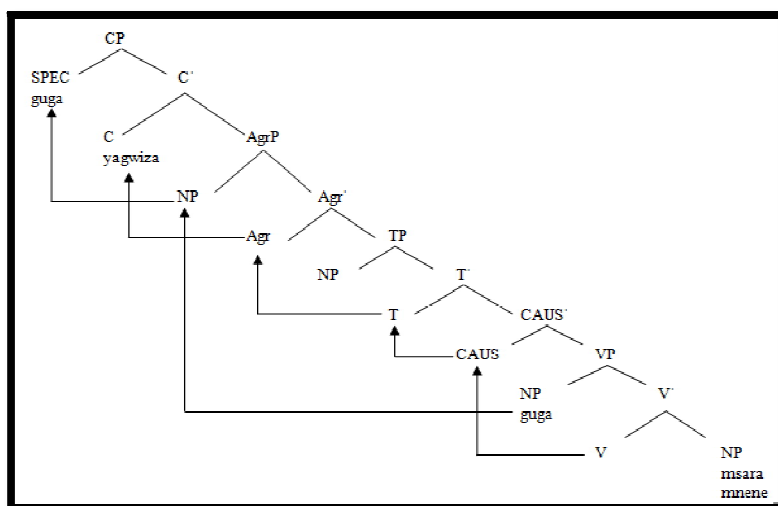 CP
SPEC C'
guga
C AgrP
yagwiza
NP Agr'
Agr TP
NP T'
T CAUS'
CAUS VP
NP V'
guga
V NP
msara
mnene